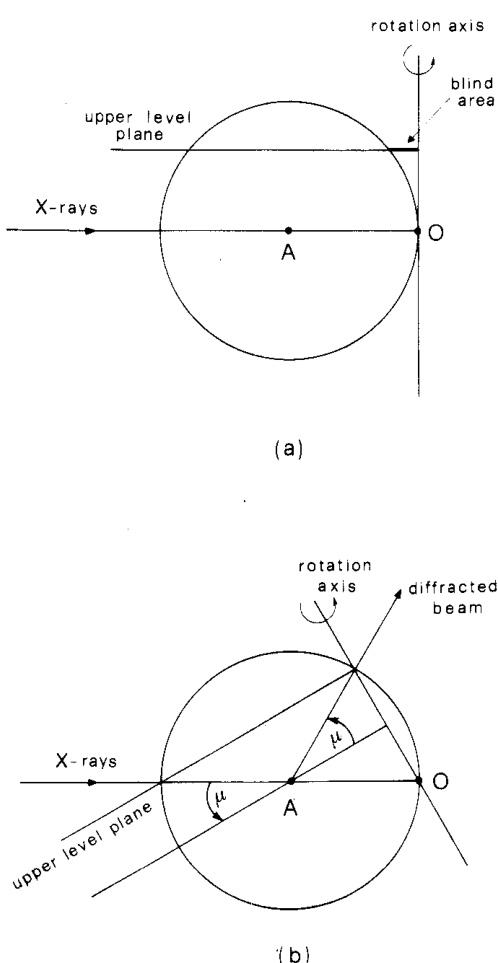 rotation axis
blind
area
upper level
plane
X-rays
A
O
(a)
rotation
axis
diffracted
beam
μ
X-rays
μ
A
O
upper level plane
(b)